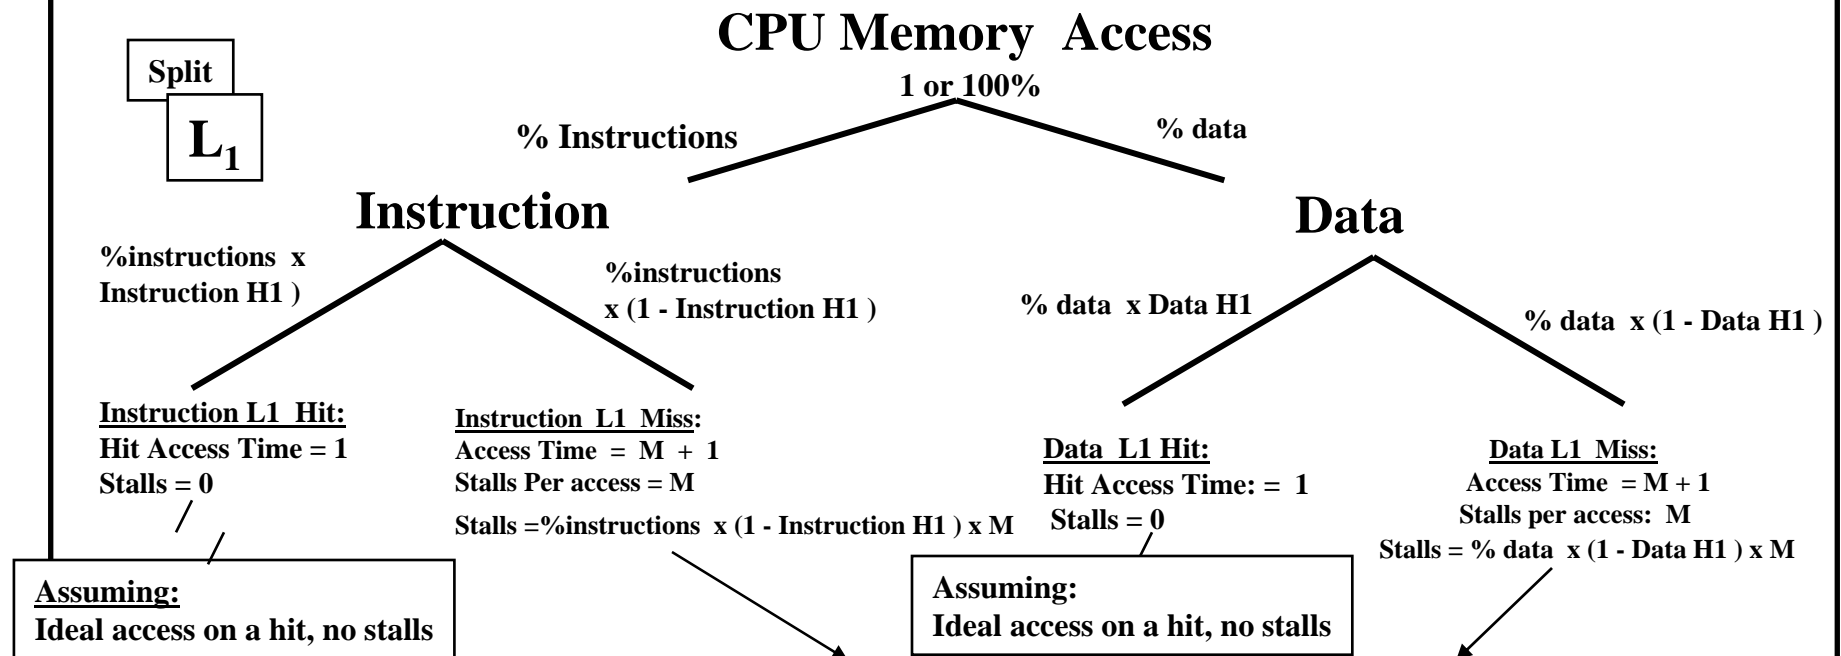 CPU Memory Access
1 or 100%
Split
L1
% Instructions
% data
Instruction
Data
%instructions x
Instruction H1 )
%instructions
x (1 - Instruction H1 )
% data x Data H1
% data x (1 - Data H1 )
Instruction L1 Hit:
Hit Access Time = 1
Stalls = 0
Instruction L1 Miss:
Access Time = M + 1
Stalls Per access = M
Stalls =%instructions x (1 - Instruction H1 ) x M
Data L1 Hit:
Hit Access Time: = 1
Stalls = 0
Data L1 Miss:
Access Time = M + 1
Stalls per access: M
Stalls = % data x (1 - Data H1 ) x M
Assuming:
Ideal access on a hit, no stalls
Assuming:
Ideal access on a hit, no stalls